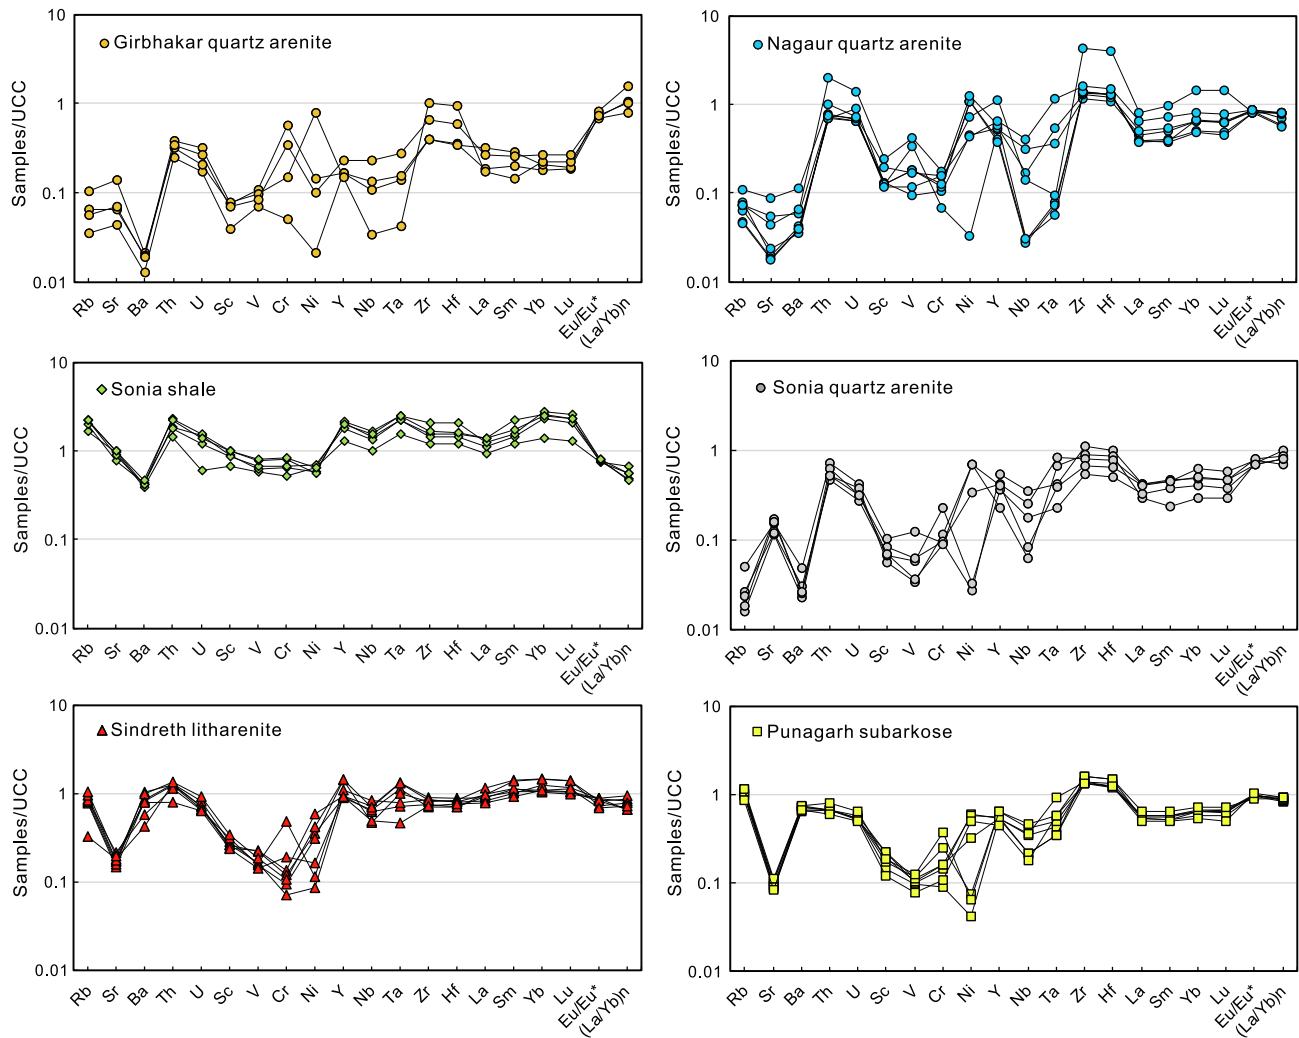 Girbhakar quartz arenite
Samples/UCC
10
1
0.1
0.01
Rb Sr Ba Th U Sc V Cr Ni Y Nb Ta Zr Hf La Sm Yb Lu Eu/Eu* (La/Yb)n
Nagaur quartz arenite
Samples/UCC
10
1
0.1
0.01
Rb Sr Ba Th U Sc V Cr Ni Y Nb Ta Zr Hf La Sm Yb Lu Eu/Eu* (La/Yb)n
Sonia shale
Samples/UCC
10
1
0.1
0.01
Rb Sr Ba Th U Sc V Cr Ni Y Nb Ta Zr Hf La Sm Yb Lu Eu/Eu* (La/Yb)n
Sonia quartz arenite
Samples/UCC
10
1
0.1
0.01
Rb Sr Ba Th U Sc V Cr Ni Y Nb Ta Zr Hf La Sm Yb Lu Eu/Eu* (La/Yb)n
Sindreth litharenite
Samples/UCC
10
1
0.1
0.01
Rb Sr Ba Th U Sc V Cr Ni Y Nb Ta Zr Hf La Sm Yb Lu Eu/Eu* (La/Yb)n
Punagarh subarkose
Samples/UCC
10
1
0.1
0.01
Rb Sr Ba Th U Sc V Cr Ni Y Nb Ta Zr Hf La Sm Yb Lu Eu/Eu* (La/Yb)n